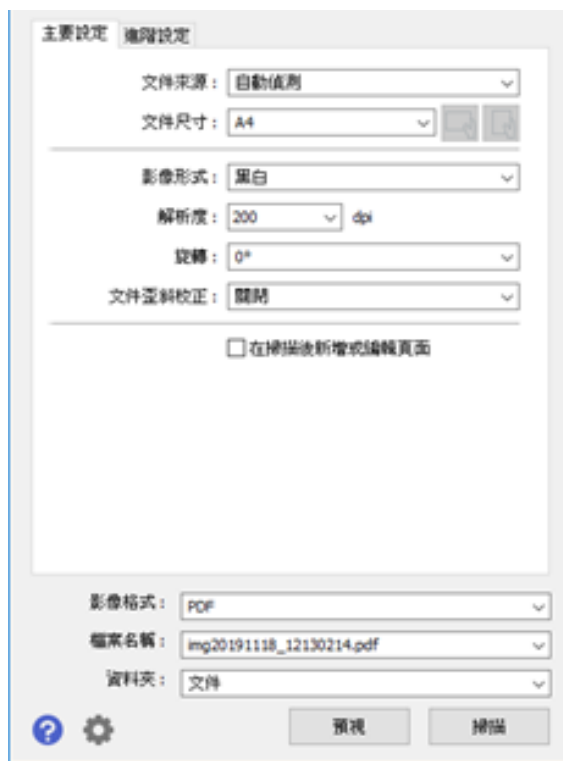 主要設定 進階設定
文件來源： 自動偵測
文件尺寸： A4
影像形式： 黑白
解析度： 200 dpi
旋轉： 0°
文件歪斜校正： 關閉
在掃描後新增或編輯頁面
影像格式： PDF
檔案名稱： img20191118_12130214.pdf
資料夾： 文件
預視 掃描